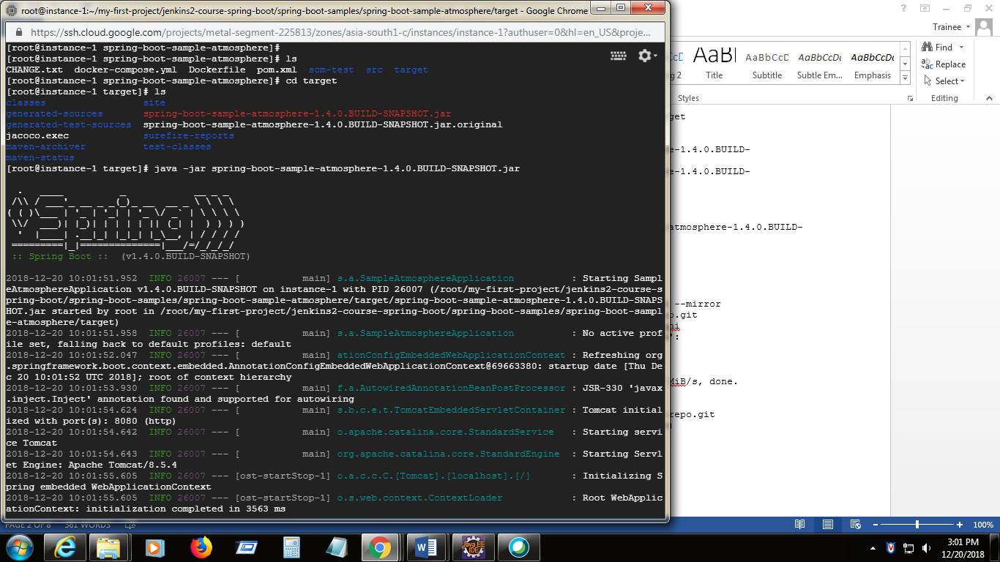 root@instance-1:~/my-first-project/jenkins2-course-spring-boot/spring-boot-samples/spring-boot-sample-atmosphere/target - Google Chrome
https://ssh.cloud.google.com/projects/metal-segment-225813/zones/asia-south1-c/instances/instance-1?authuser=0&hl=en_US&proje...
[root@instance-1 spring-boot-sample-atmosphere]#
[root@instance-1 spring-boot-sample-atmosphere]# ls
CHANGE.txt docker-compose.yml Dockerfile pom.xml scm-test src target
[root@instance-1 spring-boot-sample-atmosphere]# cd target
[root@instance-1 target]# ls
classes site
generated-sources spring-boot-sample-atmosphere-1.4.0.BUILD-SNAPSHOT.jar
generated-test-sources spring-boot-sample-atmosphere-1.4.0.BUILD-SNAPSHOT.jar.original
jacoco.exec surefire-reports
maven-archiver test-classes
maven-status
[root@instance-1 target]# java -jar spring-boot-sample-atmosphere-1.4.0.BUILD-SNAPSHOT.jar
Spring
:: Spring Boot :: (v1.4.0.BUILD-SNAPSHOT)
2018-12-20 10:01:51.952 INFO 26007 --- [ main] s.a.SampleAtmosphereApplication : Starting Sampl
eAtmosphereApplication v1.4.0.BUILD-SNAPSHOT on instance-1 with PID 26007 (/root/my-first-project/jenkins2-course-s
pring-boot/spring-boot-samples/spring-boot-sample-atmosphere/target/spring-boot-sample-atmosphere-1.4.0.BUILD-SNAPS
HOT.jar started by root in /root/my-first-project/jenkins2-course-spring-boot/spring-boot-samples/spring-boot-sampl
e-atmosphere/target)
2018-12-20 10:01:51.958 INFO 26007 --- [ main] s.a.SampleAtmosphereApplication : No active prof
ile set, falling back to default profiles: default
2018-12-20 10:01:52.047 INFO 26007 --- [ main] ationConfigEmbeddedWebApplicationContext : Refreshing org
.springframework.boot.context.embedded.AnnotationConfigEmbeddedWebApplicationContext@69663380: startup date [Thu De
c 20 10:01:52 UTC 2018]; root of context hierarchy
2018-12-20 10:01:53.930 INFO 26007 --- [ main] f.a.AutowiredAnnotationBeanPostProcessor : JSR-330 'javax
.inject.Inject' annotation found and supported for autowiring
2018-12-20 10:01:54.624 INFO 26007 --- [ main] s.b.c.e.t.TomcatEmbeddedServletContainer : Tomcat initial
ized with port(s): 8080 (http)
2018-12-20 10:01:54.642 INFO 26007 --- [ main] o.apache.catalina.core.StandardService : Starting servi
ce Tomcat
2018-12-20 10:01:54.643 INFO 26007 --- [ main] org.apache.catalina.core.StandardEngine : Starting Servl
et Engine: Apache Tomcat/8.5.4
2018-12-20 10:01:55.605 INFO 26007 --- [ost-startStop-1] o.a.c.c.C.[Tomcat].[localhost].[/] : Initializing S
pring embedded WebApplicationContext
2018-12-20 10:01:55.605 INFO 26007 --- [ost-startStop-1] o.s.web.context.ContextLoader : Root WebApplic
ationContext: initialization completed in 3563 ms
Trainee
AaBbCcD AaBbCcDc AaBbCcDc
g 2 Title Subtitle Subtle Em... Emphasis
Styles
Find
Replace
Select
Editing
get
e-1.4.0.BUILD-
e-1.4.0.BUILD-
atmosphere-1.4.0.BUILD-
--mirror
o.git
ni
':
MiB/s, done.
repo.git
PAGE 2 OF 8 361 WORDS
100%
Java EE
IDE
3:01 PM
12/20/2018